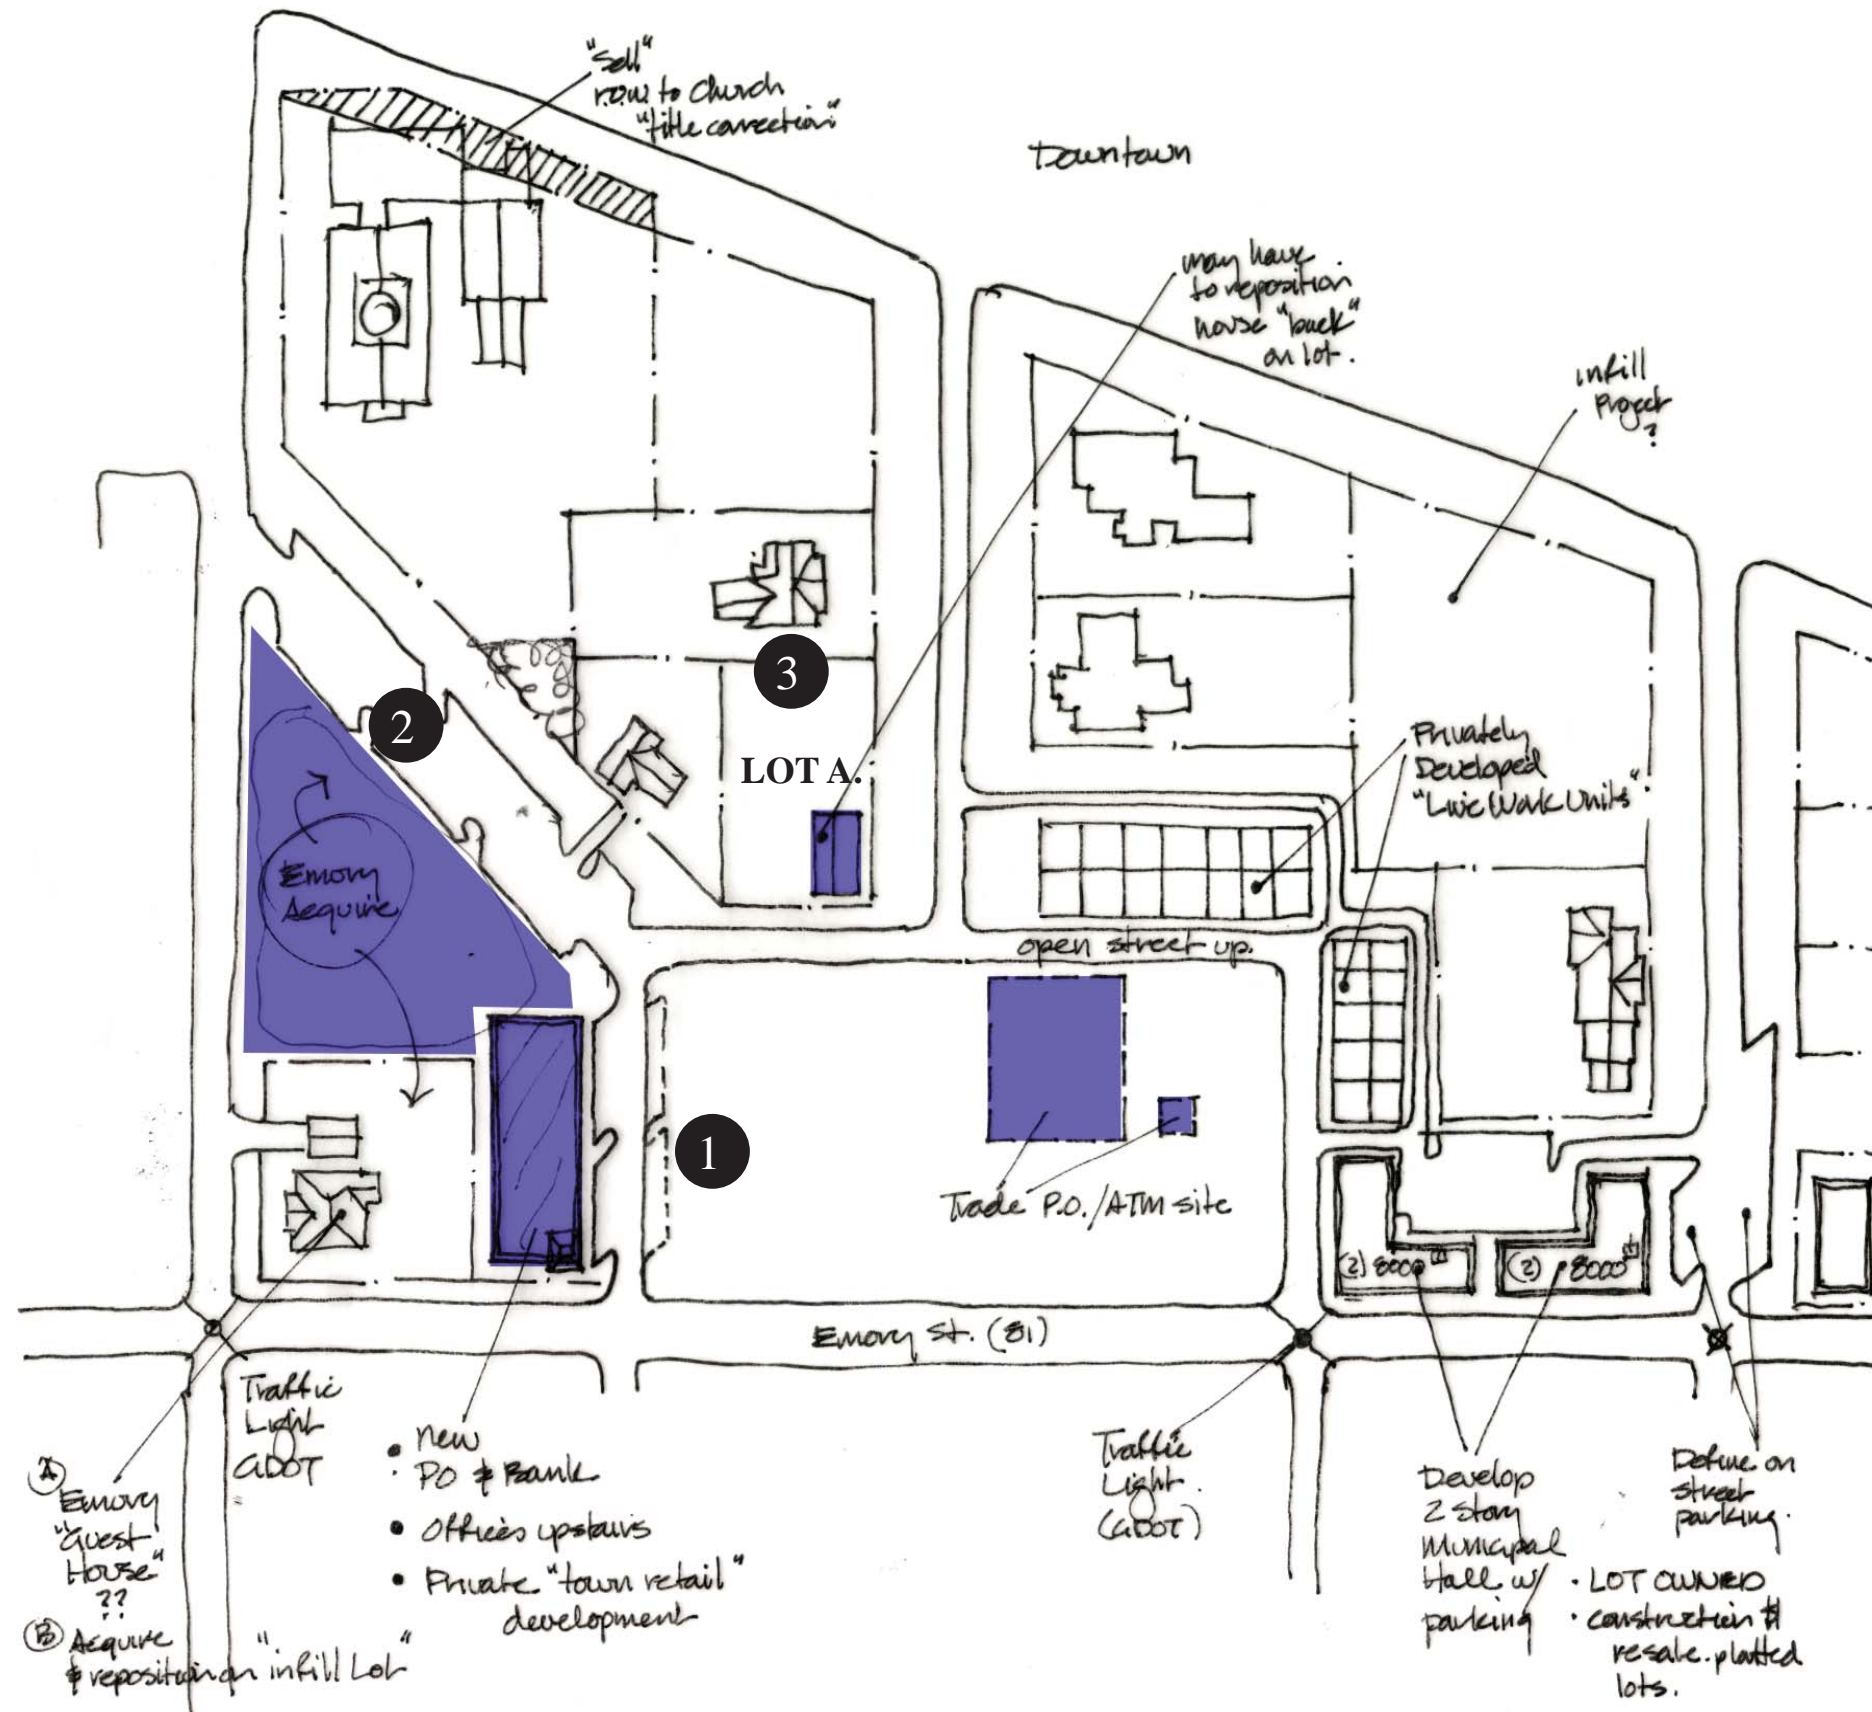 "Sell"
r.o.w. to Church
"title correction"
Downtown
may have
to reposition
house "back"
on lot.
infill
Project
?
3
2
LOT A.
Privately
Developed
"Live Work Units"
Emory
Acquire
open street up.
1
Trade P.O./ATM site
(2) 8000
(2) 8000
Emory St. (81)
Traffic
Light
GDOT
• new
• PO & Bank
• Offices upstairs
• Private "town retail"
development
Traffic
Light
(GDOT)
Develop
2 Story
Municipal
Hall w/
parking
Define on
street
parking.
• LOT OWNED
• construction $
resale. platted
lots.
(A)
Emory
"Guest
House"
??
(B) Acquire
& reposition on "infill Lot"